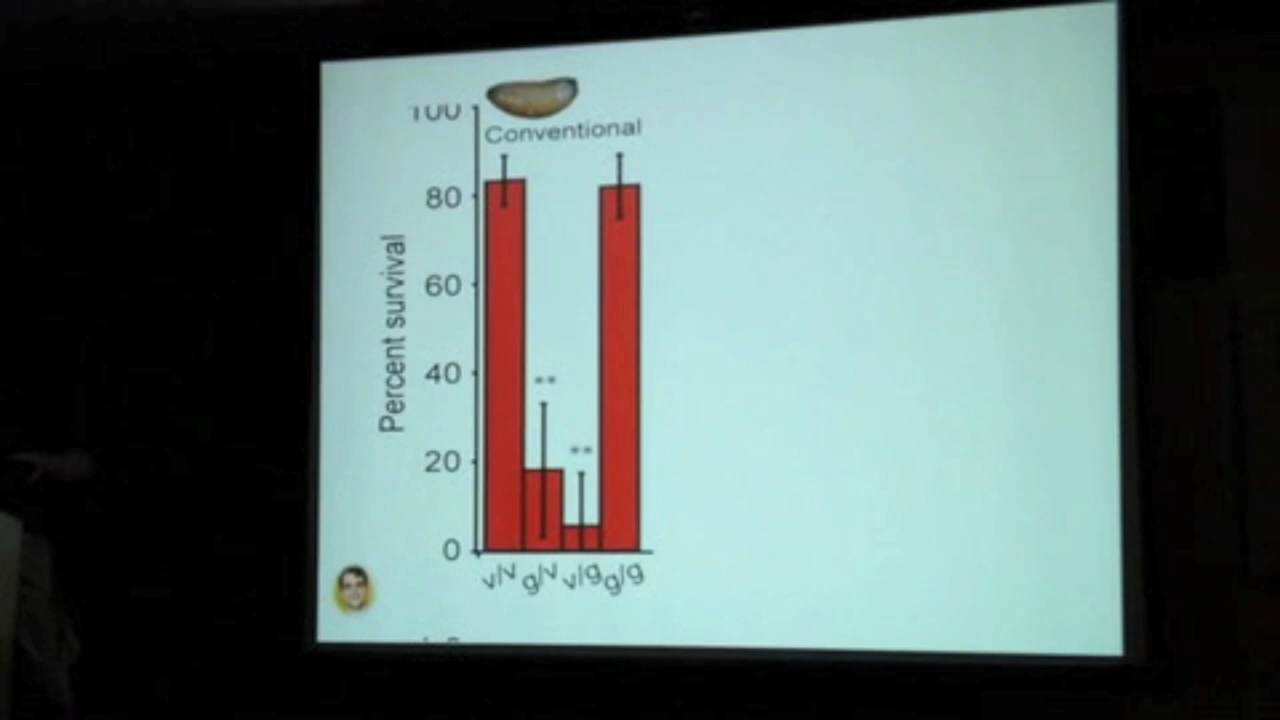 100
Conventional
80
60
40
20
0
Percent survival
**
**
v/v g/v v/g g/g